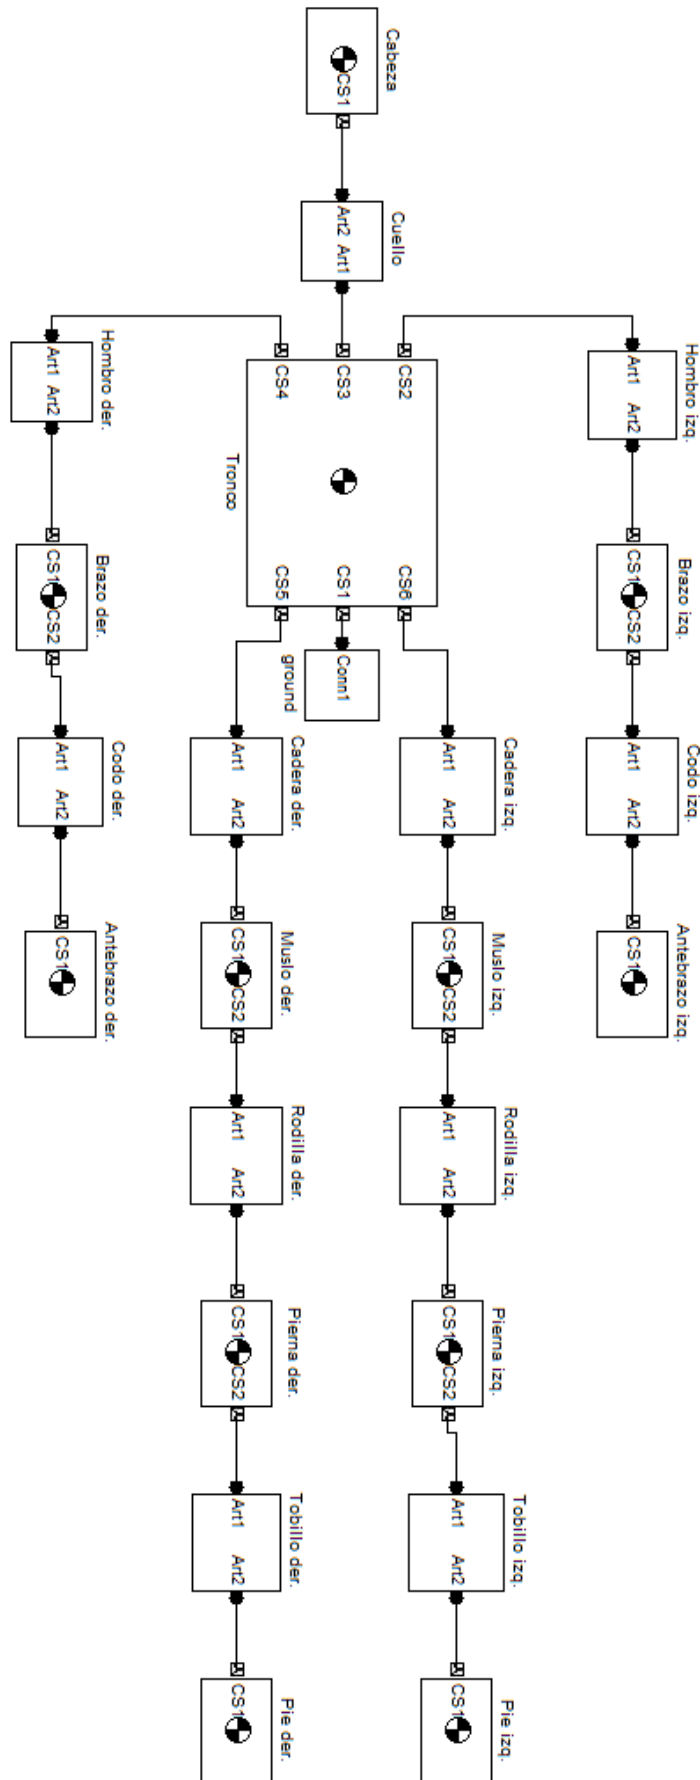 Cabeza
CS1
Cuello
Art2 Art1
Hombro der.
Art1 Art2
CS4
CS3
CS2
Tronco
CS5
CS1
CS6
Hombro izq.
Art1 Art2
Brazo der.
CS1 CS2
Brazo izq.
CS1 CS2
ground
Conn1
Codo der.
Art1 Art2
Cadera der.
Art1 Art2
Cadera izq.
Art1 Art2
Codo izq.
Art1 Art2
Antebrazo der.
CS1
Muslo der.
CS1 CS2
Muslo izq.
CS1 CS2
Antebrazo izq.
CS1
Rodilla der.
Art1 Art2
Rodilla izq.
Art1 Art2
Pierna der.
CS1 CS2
Pierna izq.
CS1 CS2
Tobillo der.
Art1 Art2
Tobillo izq.
Art1 Art2
Pie der.
CS1
Pie izq.
CS1